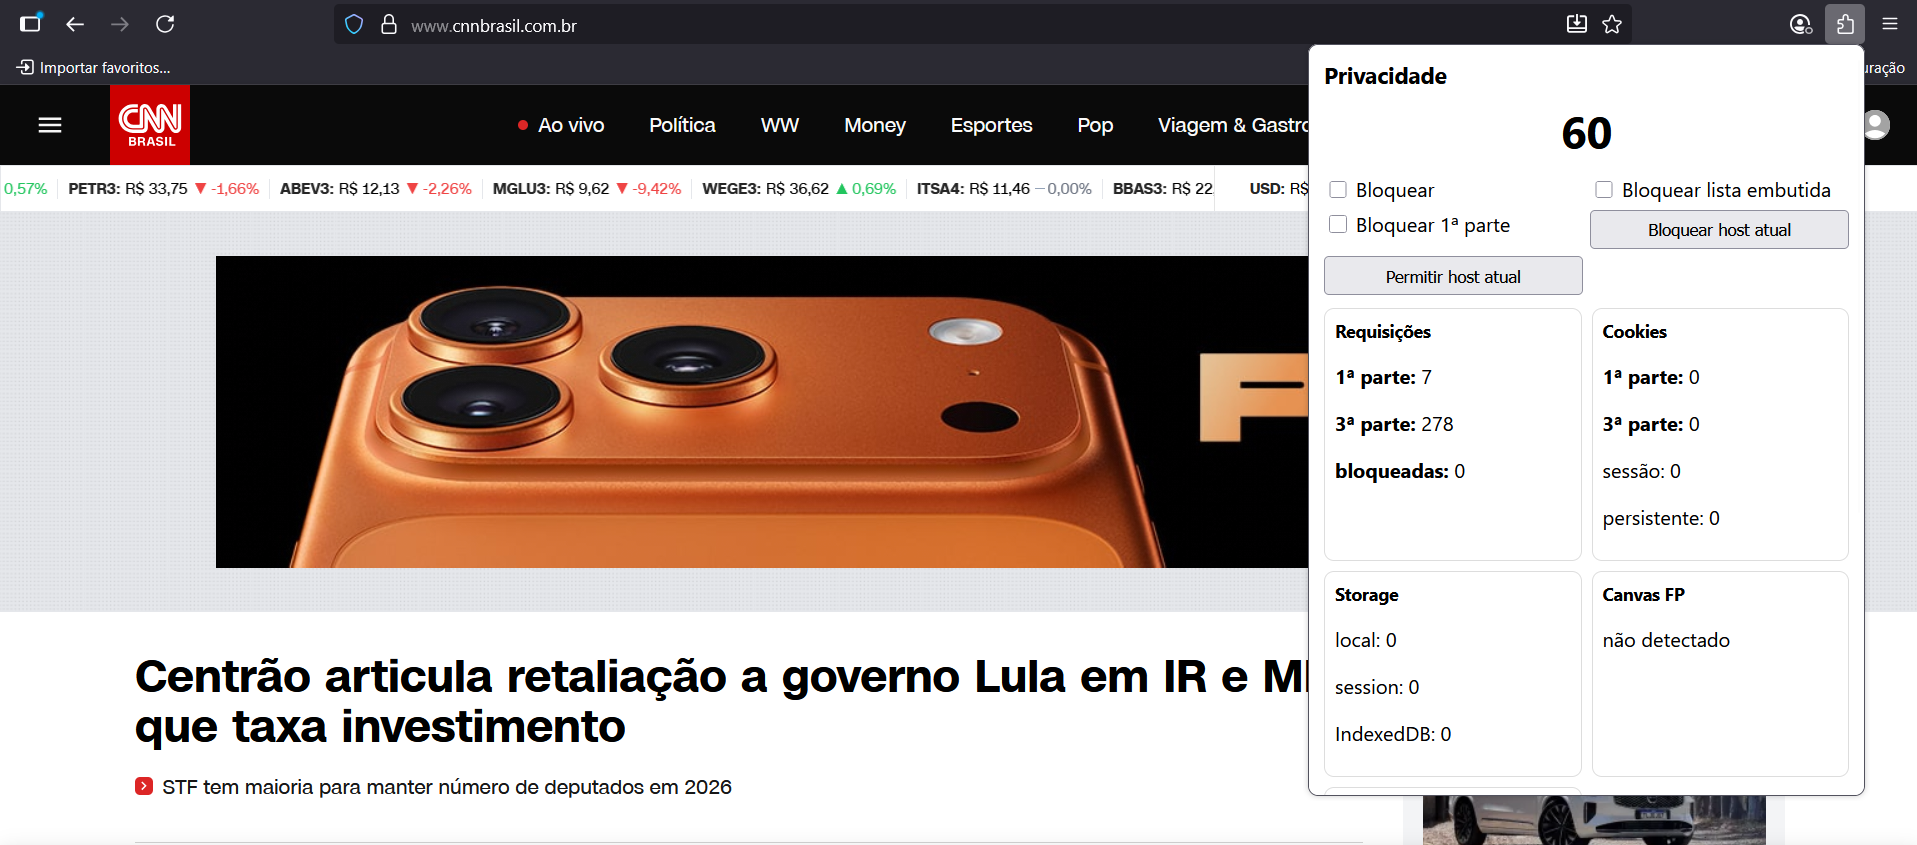 www.cnnbrasil.com.br
Importar favoritos...
Privacidade
60
Bloquear
Bloquear lista embutida
Bloquear 1ª parte
Bloquear host atual
Permitir host atual
Requisições
1ª parte: 7
3ª parte: 278
bloqueadas: 0
Cookies
1ª parte: 0
3ª parte: 0
sessão: 0
persistente: 0
Storage
local: 0
session: 0
IndexedDB: 0
Canvas FP
não detectado
CNN
BRASIL
Ao vivo Política WW Money Esportes Pop Viagem & Gastro
0,57% PETR3: R$ 33,75 ▼ -1,66% ABEV3: R$ 12,13 ▼ -2,26% MGLU3: R$ 9,62 ▼ -9,42% WEGE3: R$ 36,62 ▲ 0,69% ITSA4: R$ 11,46 – 0,00% BBAS3: R$ 22 USD: R$
Centrão articula retaliação a governo Lula em IR e
que taxa investimento
STF tem maioria para manter número de deputados em 2026